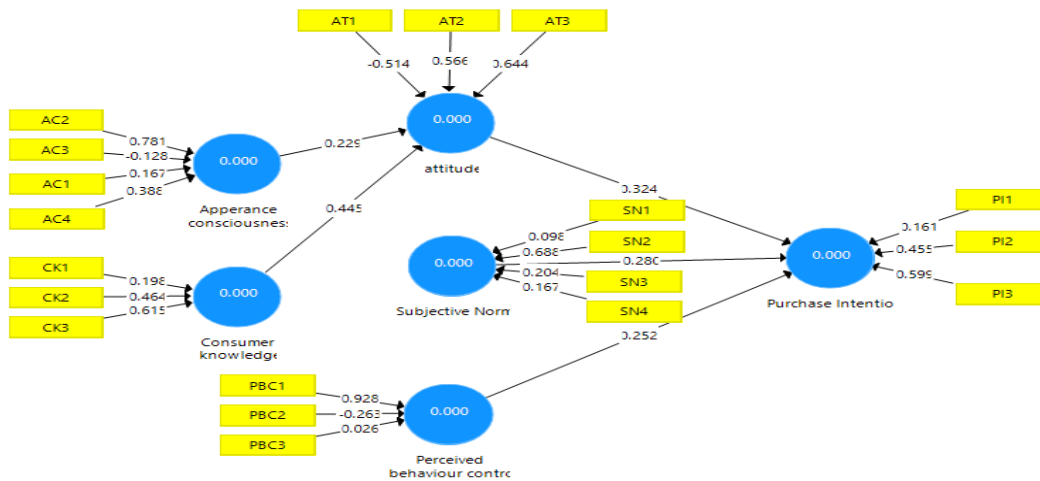 AT1
AT2
AT3
-0.514
0.566
0.644
AC2
AC3
AC1
AC4
0.781
-0.128
0.167
0.388
0.000
Apperance
consciousnes
0.229
0.000
attitude
0.445
0.324
CK1
CK2
CK3
0.198
0.464
0.615
0.000
Consumer
knowledge
SN1
SN2
SN3
SN4
0.098
0.688
0.280
0.204
0.167
0.000
Subjective Norm
0.252
PI1
PI2
PI3
0.161
0.455
0.599
0.000
Purchase Intentio
PBC1
PBC2
PBC3
0.928
-0.263
0.026
0.000
Perceived
behaviour contro